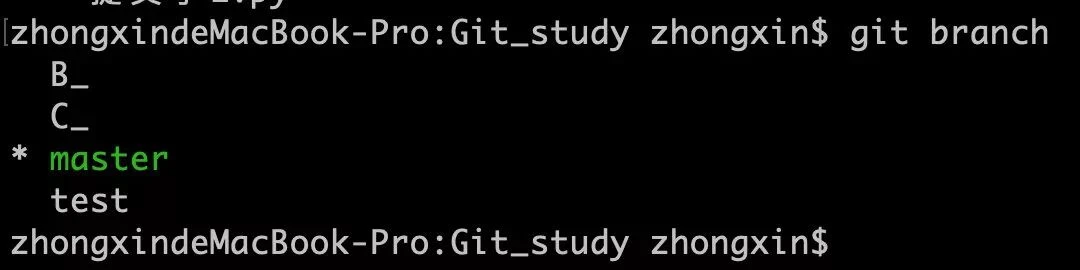 zhongxindeMacBook-Pro:Git_study zhongxin$ git branch
  B_
  C_
* master
  test
zhongxindeMacBook-Pro:Git_study zhongxin$